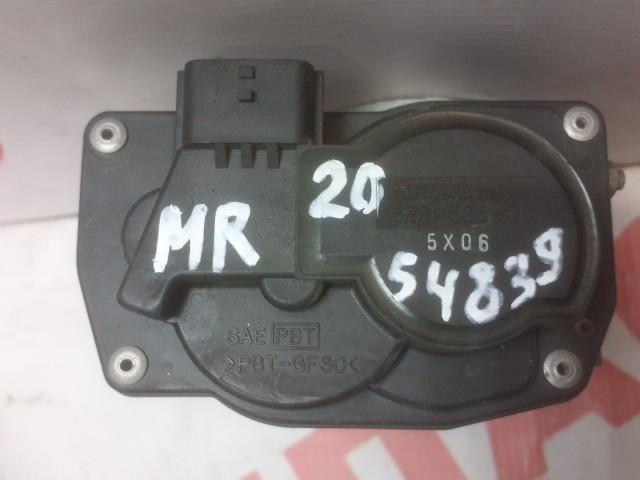 MR 20
5X06
54839
SAE PBT
>PBT-GF30<